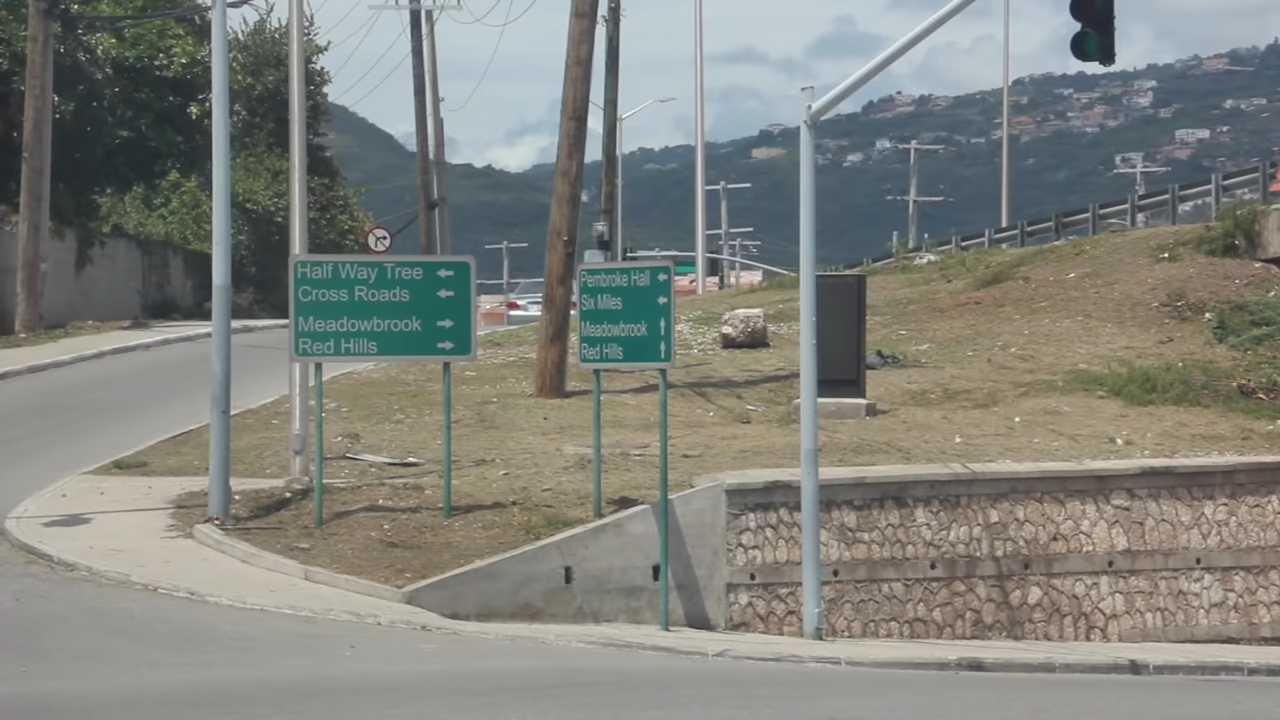 Half Way Tree ←
Cross Roads ←
Meadowbrook →
Red Hills →
Pembroke Hall ←
Six Miles ←
Meadowbrook ↑
Red Hills ↑